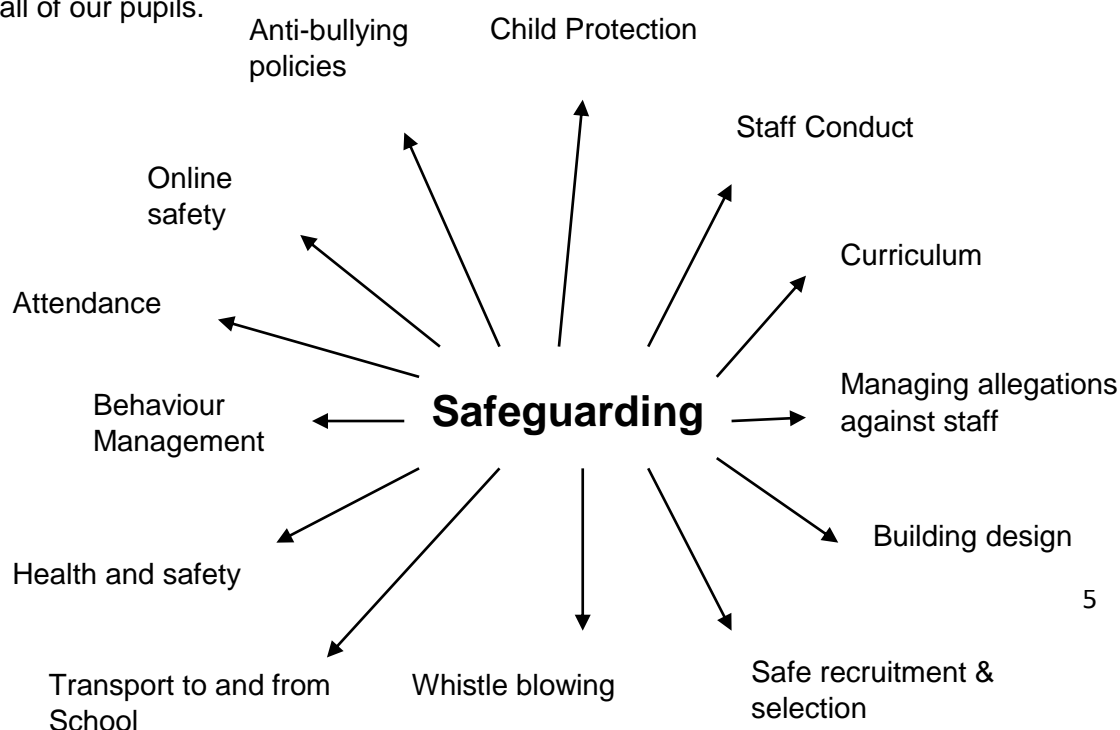 all of our pupils.
Anti-bullying
policies
Child Protection
Staff Conduct
Online
safety
Curriculum
Attendance
Managing allegations
against staff
Behaviour
Management
Safeguarding
Building design
Health and safety
5
Transport to and from
School
Whistle blowing
Safe recruitment &
selection